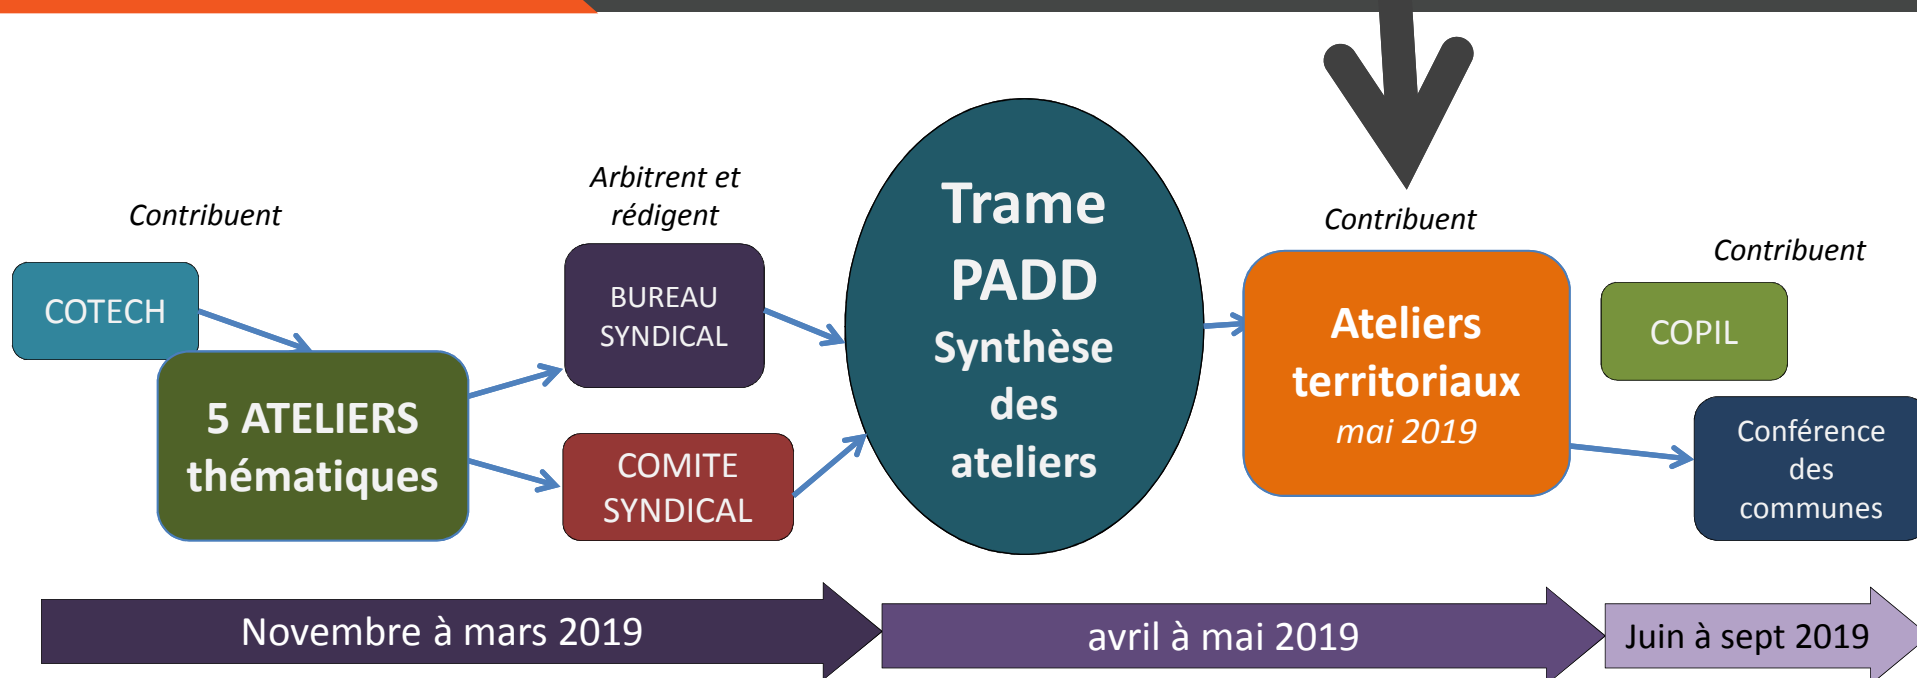 Contribuent
COTECH
5 ATELIERS
thématiques
Arbitrent et
rédigent
BUREAU
SYNDICAL
COMITE
SYNDICAL
Trame
PADD
Synthèse
des
ateliers
Contribuent
Ateliers
territoriaux
mai 2019
Contribuent
COPIL
Conférence
des
communes
Novembre à mars 2019
avril à mai 2019
Juin à sept 2019